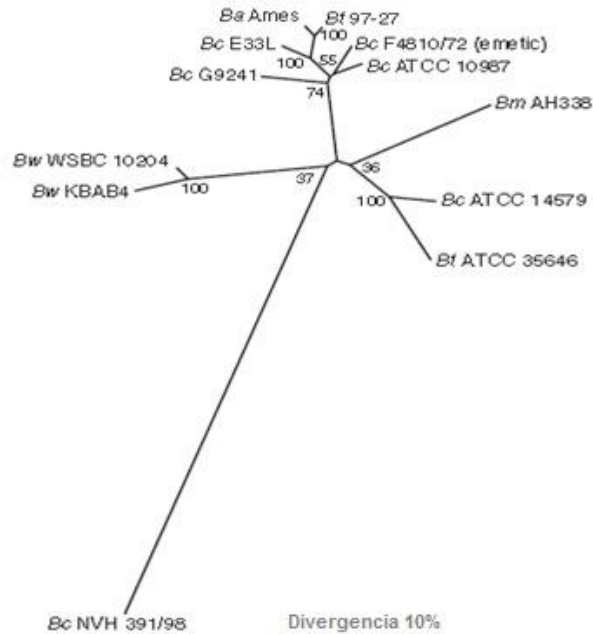 Ba Ames
Bt 97-27
100
Bc E33L
Bc F4810/72 (emetic)
100
55
Bc ATCC 10987
Bc G9241
74
Bm AH338
Bw WSBC 10204
37
36
Bw KBAB4
100
100
Bc ATCC 14579
Bt ATCC 35646
Bc NVH 391/98
Divergencia 10%